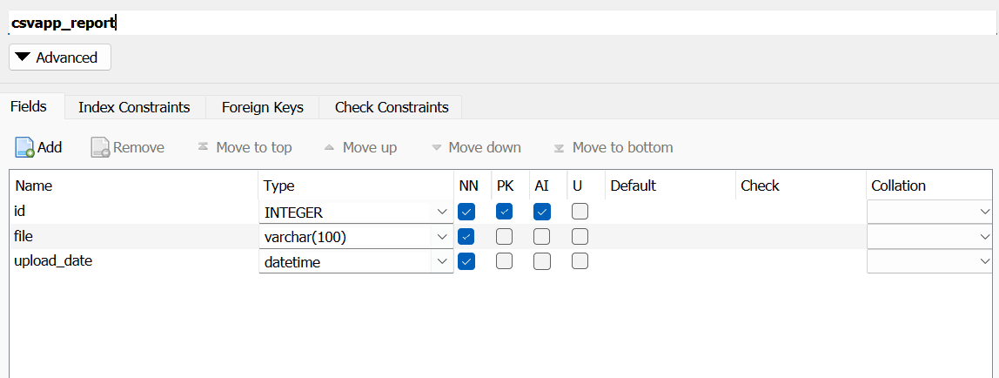 csvapp_report
Advanced
Fields Index Constraints Foreign Keys Check Constraints
Add Remove Move to top Move up Move down Move to bottom
Name Type NN PK AI U Default Check Collation
id INTEGER
file varchar(100)
upload_date datetime